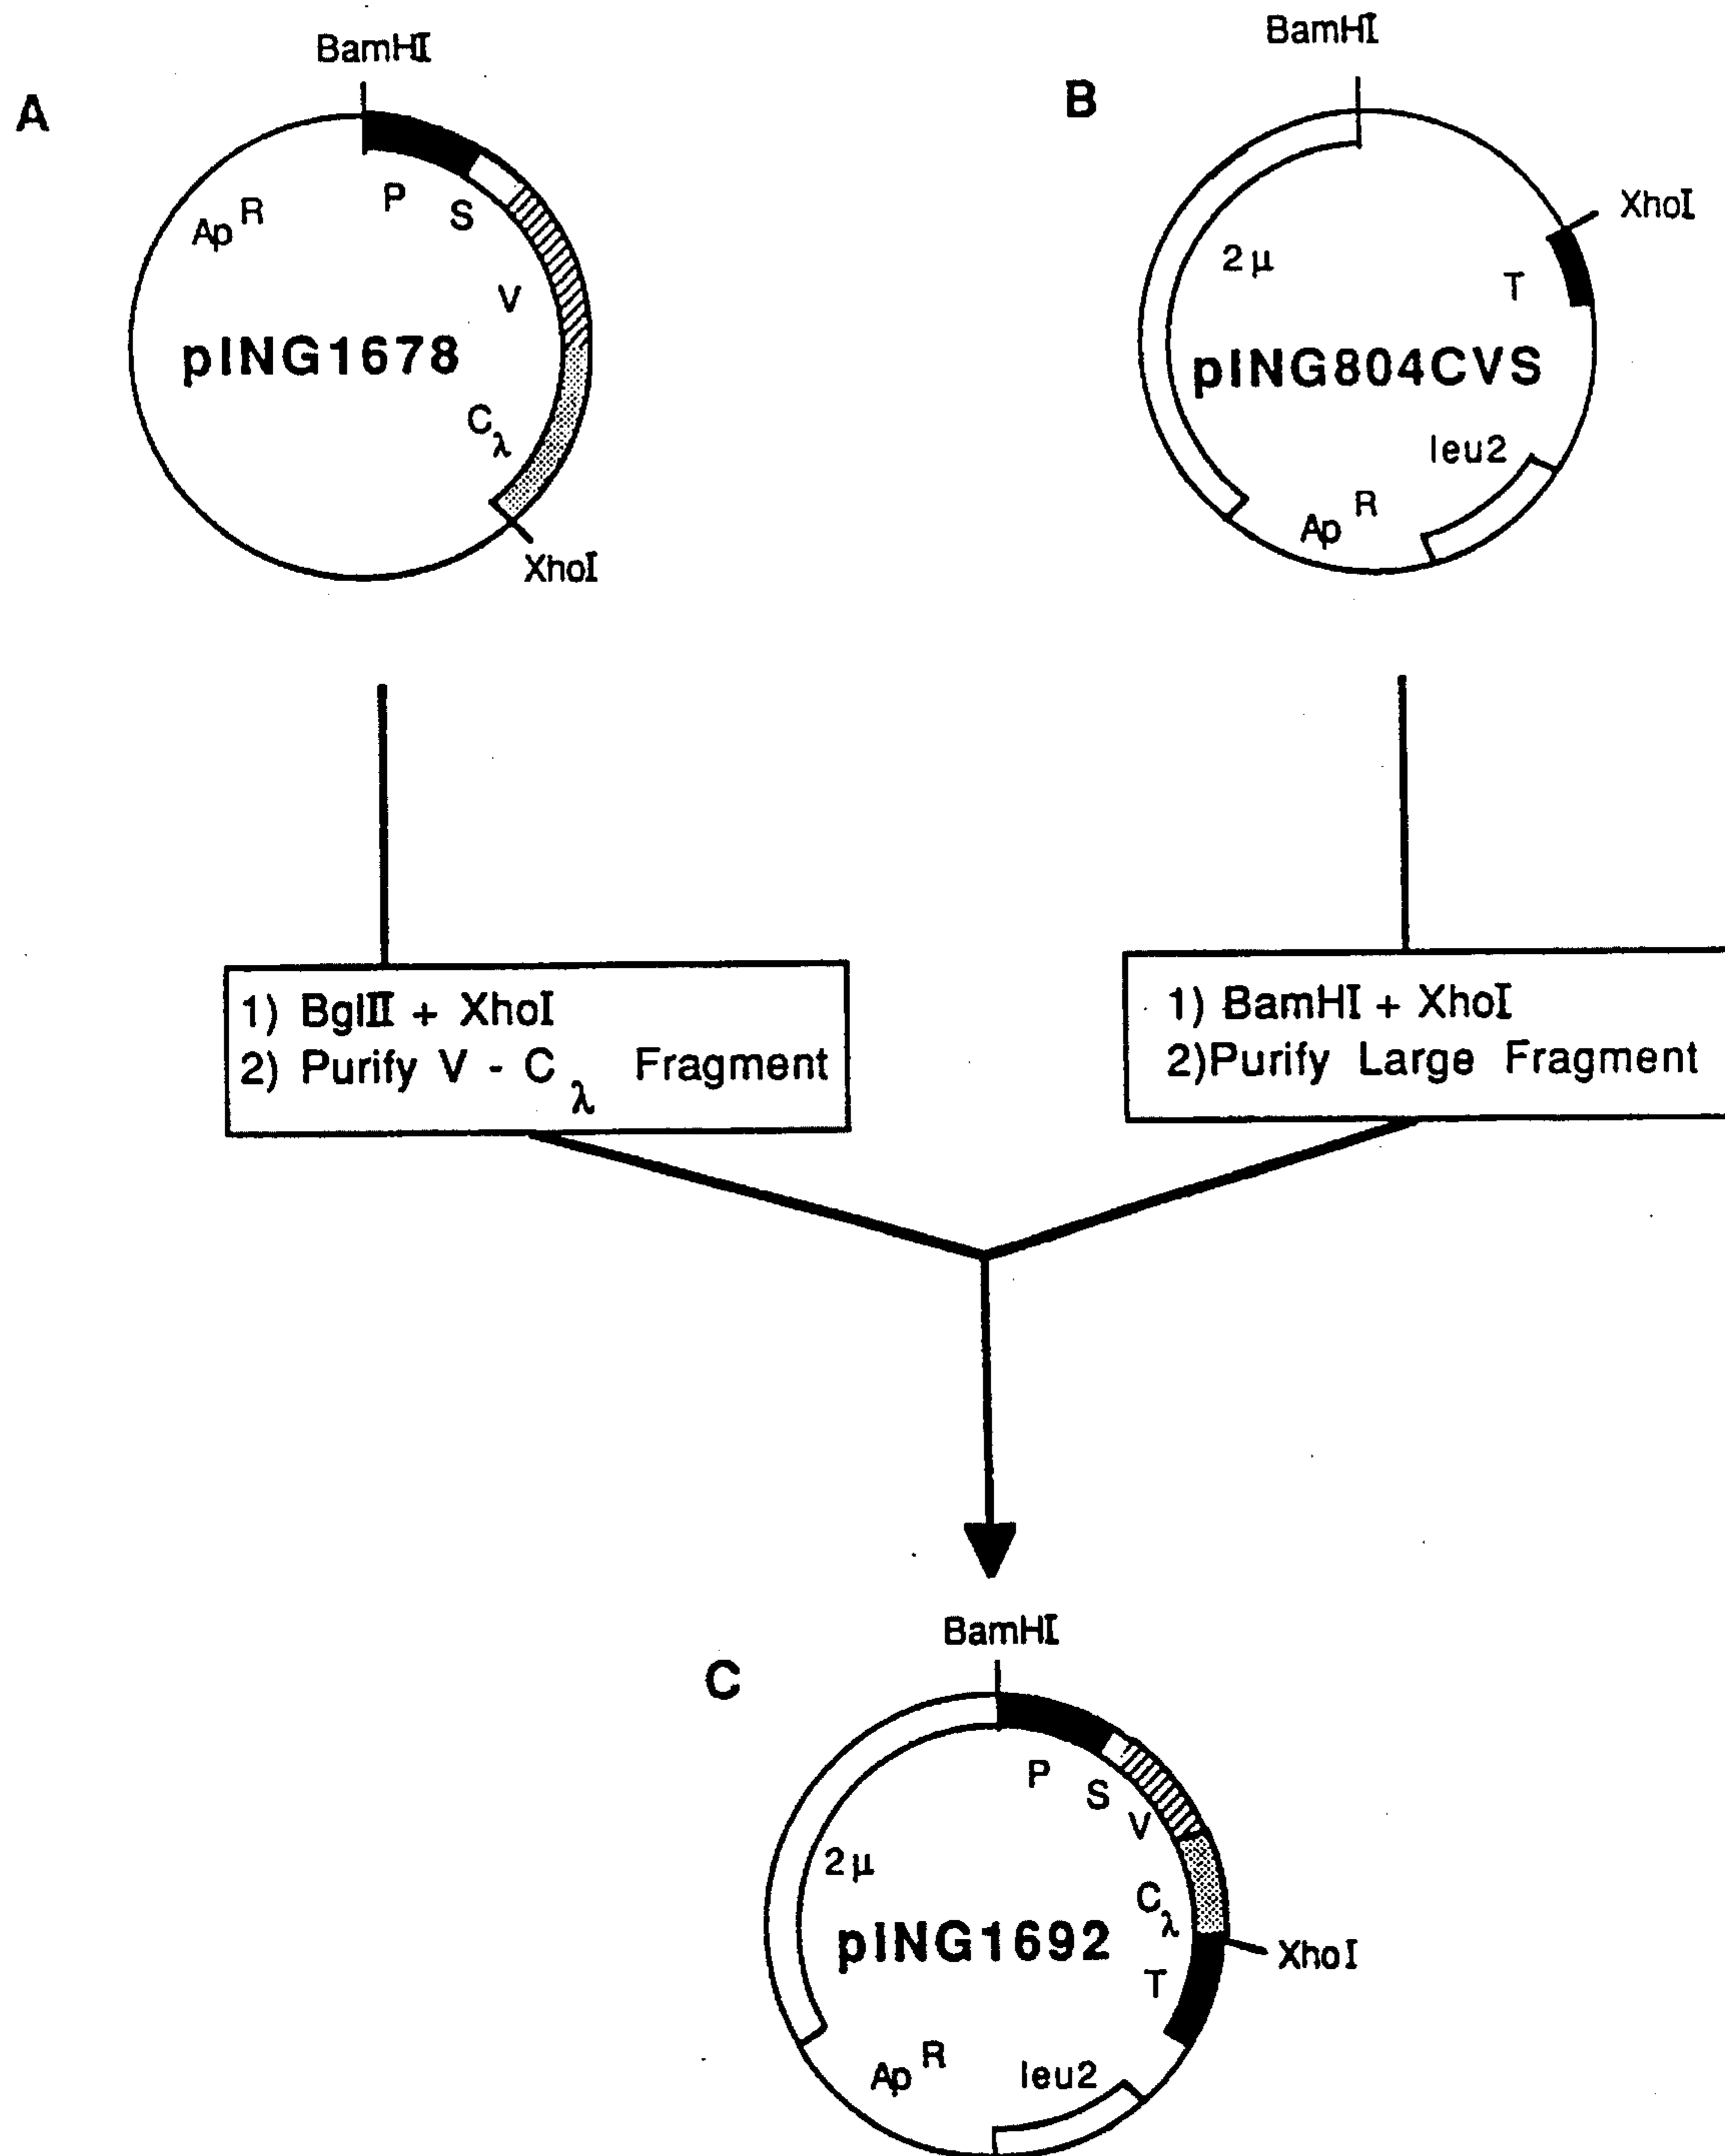 A
BamHI
P
S
Ap R
V
pING1678
Cλ
XhoI
B
BamHI
XhoI
2μ
T
pING804CVS
leu2
Ap R
1) BglII + XhoI
2) Purify V - Cλ Fragment
1) BamHI + XhoI
2)Purify Large Fragment
C
BamHI
P
S
V
2μ
Cλ
pING1692
XhoI
T
Ap R
leu2